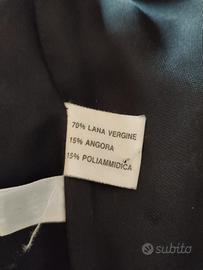 70% LANA VERGINE
15% ANGORA
15% POLIAMMIDICA
subito